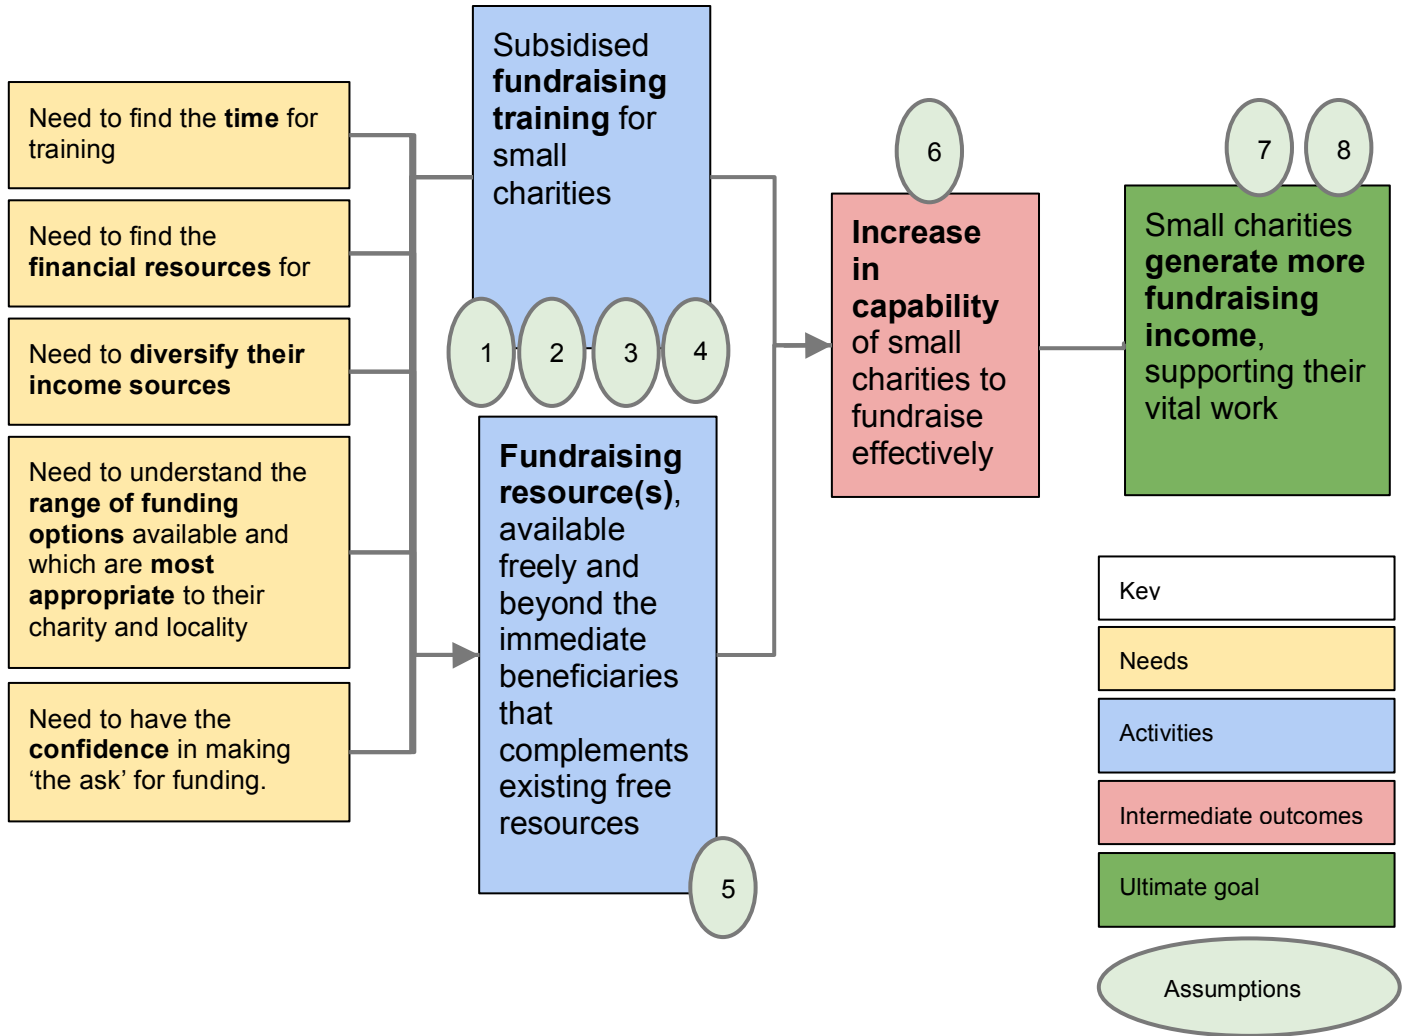 Need to find the time for
training
Need to find the
financial resources for
Need to diversify their
income sources
Need to understand the
range of funding
options available and
which are most
appropriate to their
charity and locality
Need to have the
confidence in making
‘the ask’ for funding.
Subsidised
fundraising
training for
small
charities
1
2
3
4
Fundraising
resource(s),
available
freely and
beyond the
immediate
beneficiaries
that
complements
existing free
resources
5
6
Increase
in
capability
of small
charities to
fundraise
effectively
7
8
Small charities
generate more
fundraising
income,
supporting their
vital work
Key
Needs
Activities
Intermediate outcomes
Ultimate goal
Assumptions